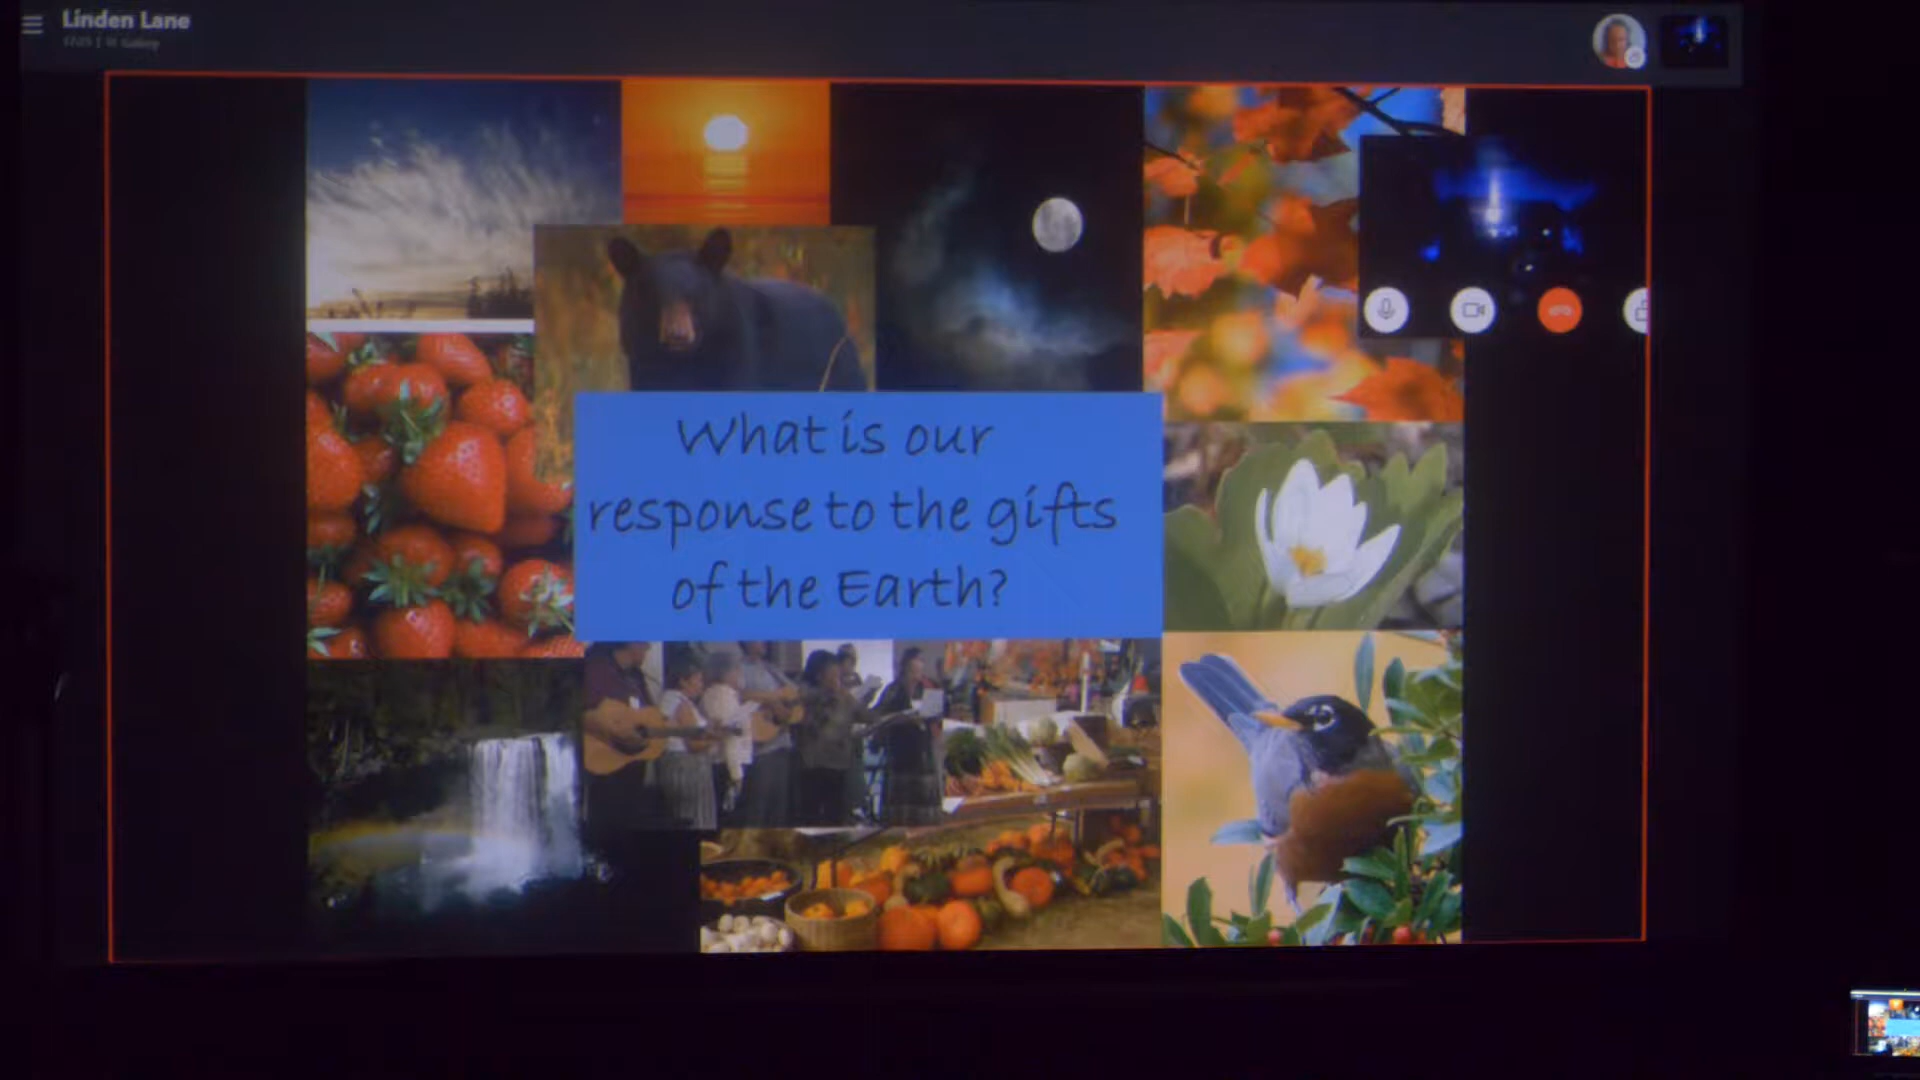 Linden Lane
What is our
response to the gifts
of the Earth?